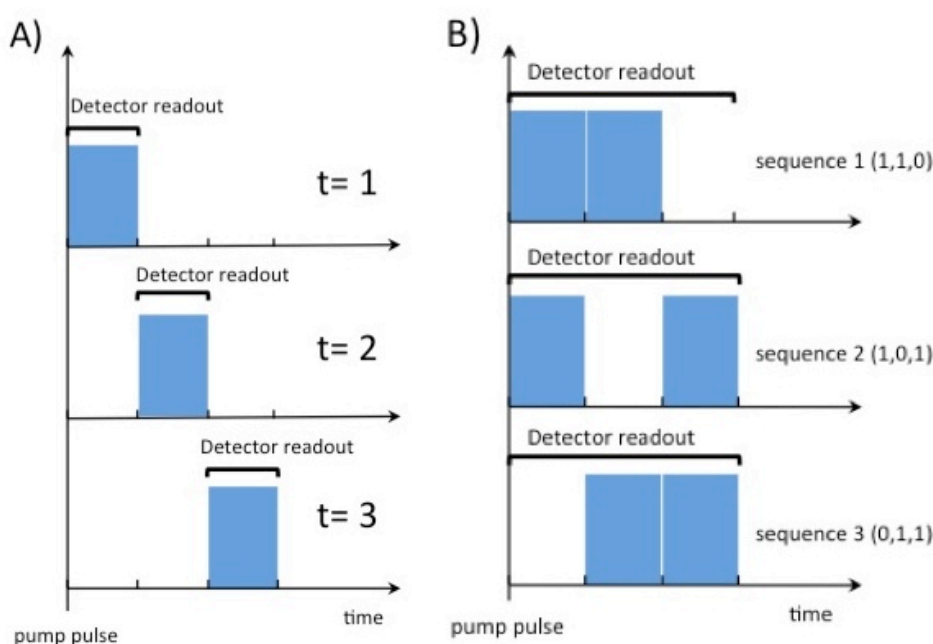 A)
Detector readout
t= 1
Detector readout
t= 2
Detector readout
t= 3
time
pump pulse
B)
Detector readout
sequence 1 (1,1,0)
Detector readout
sequence 2 (1,0,1)
Detector readout
sequence 3 (0,1,1)
time
pump pulse